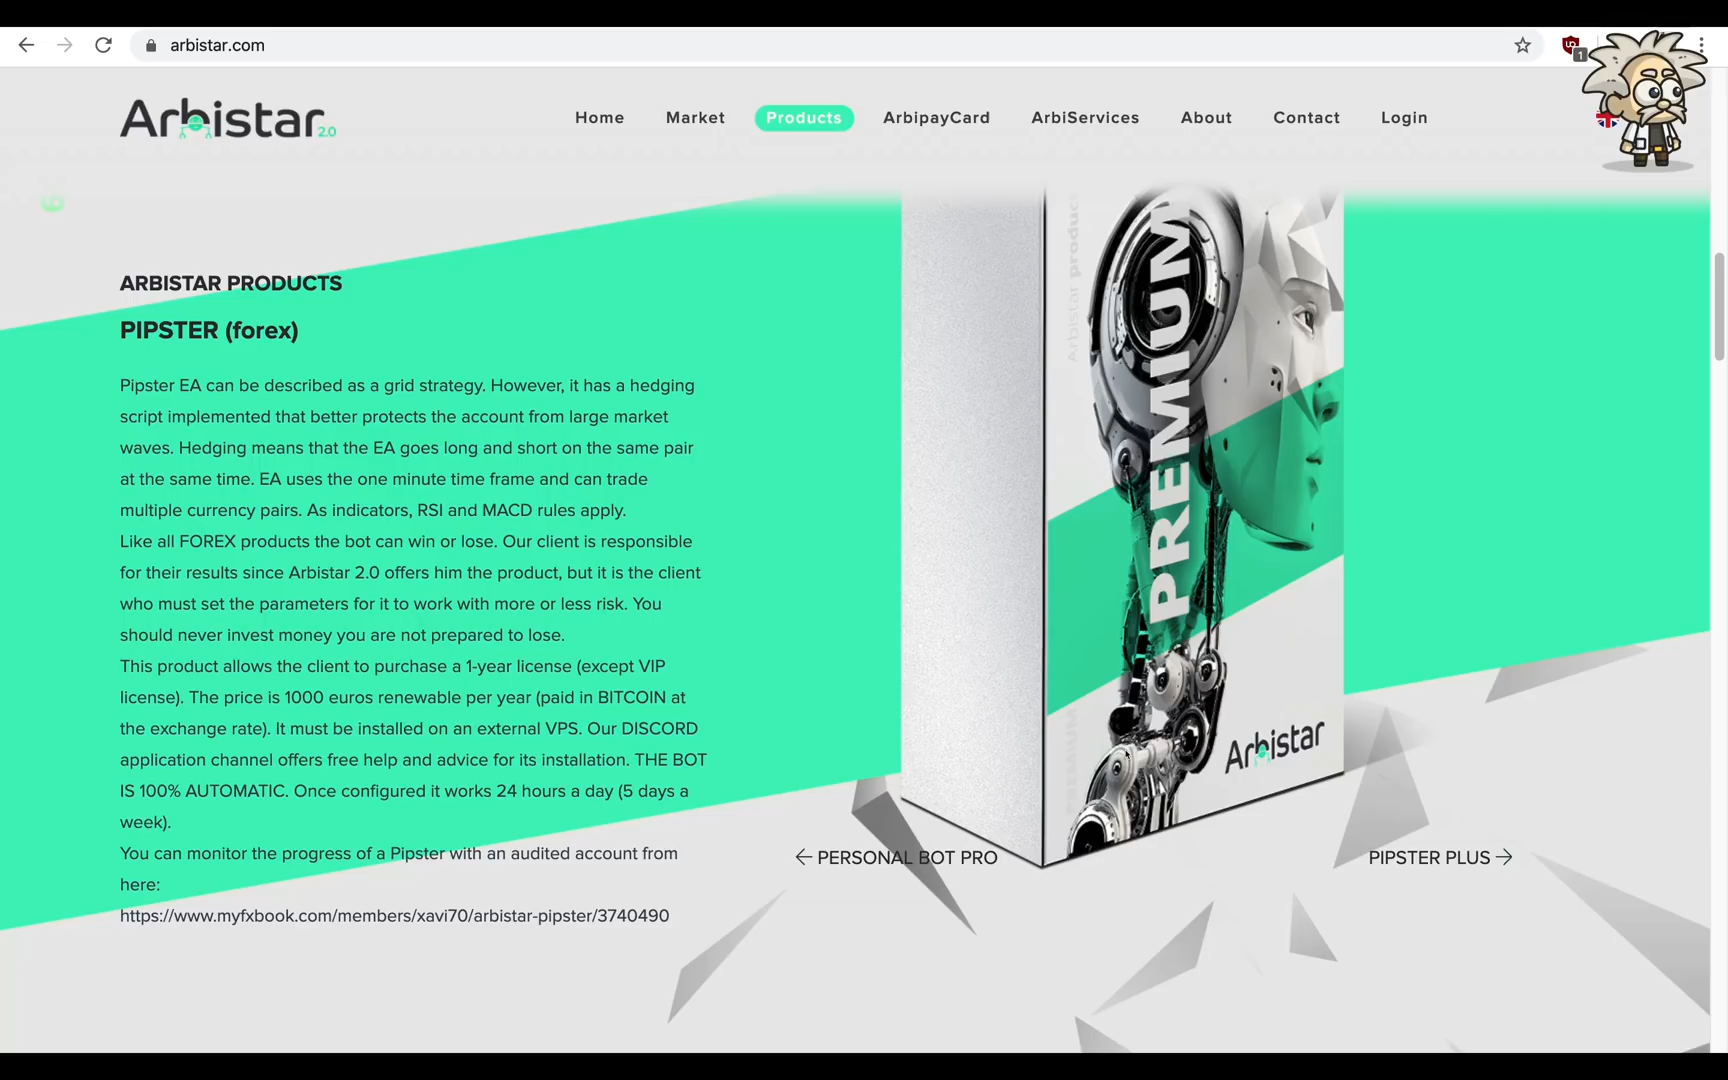 arbistar.com
1
Arbistar 2.0
Home Market Products ArbipayCard ArbiServices About Contact Login
ARBISTAR PRODUCTS
PIPSTER (forex)
Pipster EA can be described as a grid strategy. However, it has a hedging
script implemented that better protects the account from large market
waves. Hedging means that the EA goes long and short on the same pair
at the same time. EA uses the one minute time frame and can trade
multiple currency pairs. As indicators, RSI and MACD rules apply.
Like all FOREX products the bot can win or lose. Our client is responsible
for their results since Arbistar 2.0 offers him the product, but it is the client
who must set the parameters for it to work with more or less risk. You
should never invest money you are not prepared to lose.
This product allows the client to purchase a 1-year license (except VIP
license). The price is 1000 euros renewable per year (paid in BITCOIN at
the exchange rate). It must be installed on an external VPS. Our DISCORD
application channel offers free help and advice for its installation. THE BOT
IS 100% AUTOMATIC. Once configured it works 24 hours a day (5 days a
week).
You can monitor the progress of a Pipster with an audited account from
here:
https://www.myfxbook.com/members/xavi70/arbistar-pipster/3740490
Arbistar product
PREMIUM
PREMIUM
Arbistar
← PERSONAL BOT PRO
PIPSTER PLUS →